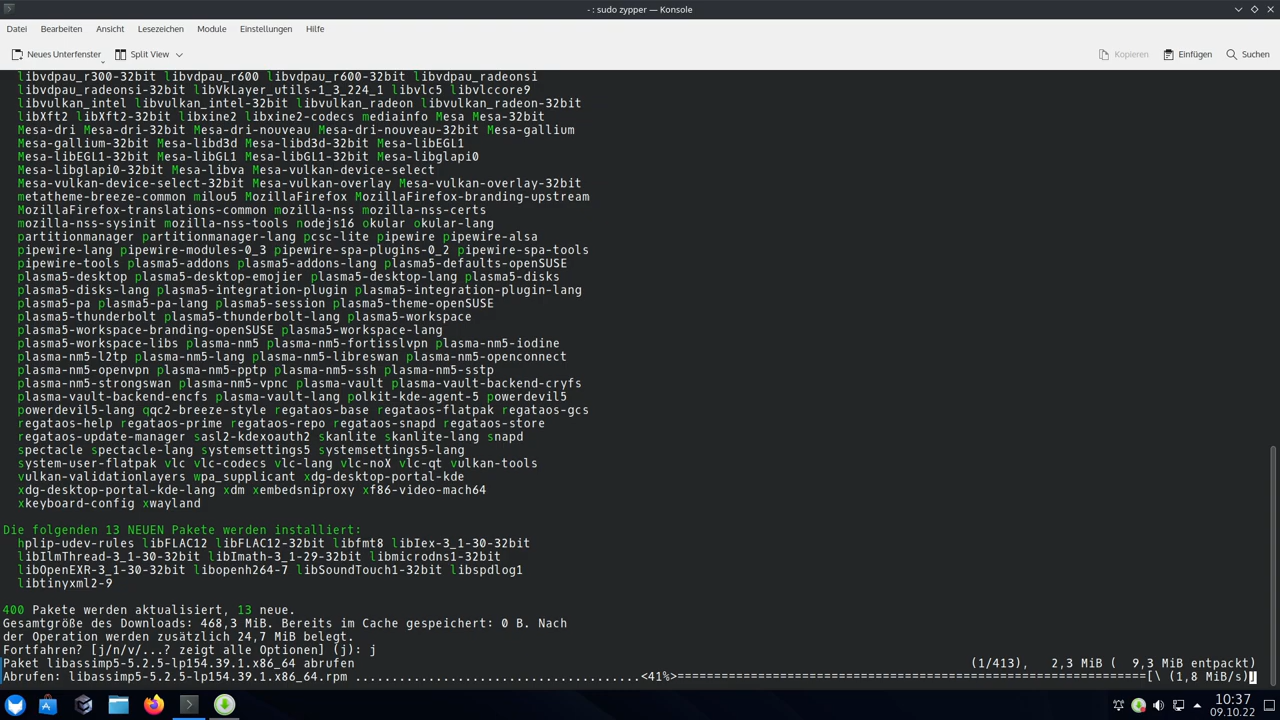 - : sudo zypper — Konsole
Datei Bearbeiten Ansicht Lesezeichen Module Einstellungen Hilfe
Neues Unterfenster Split View Kopieren Einfügen Suchen
libvdpau_r300-32bit libvdpau_r600 libvdpau_r600-32bit libvdpau_radeonsi
libvdpau_radeonsi-32bit libVkLayer_utils-1_3_224_1 libvlc5 libvlccore9
libvulkan_intel libvulkan_intel-32bit libvulkan_radeon libvulkan_radeon-32bit
libXft2 libXft2-32bit libxine2 libxine2-codecs mediainfo Mesa Mesa-32bit
Mesa-dri Mesa-dri-32bit Mesa-dri-nouveau Mesa-dri-nouveau-32bit Mesa-gallium
Mesa-gallium-32bit Mesa-libd3d Mesa-libd3d-32bit Mesa-libEGL1
Mesa-libEGL1-32bit Mesa-libGL1 Mesa-libGL1-32bit Mesa-libglapi0
Mesa-libglapi0-32bit Mesa-libva Mesa-vulkan-device-select
Mesa-vulkan-device-select-32bit Mesa-vulkan-overlay Mesa-vulkan-overlay-32bit
metatheme-breeze-common milou5 MozillaFirefox MozillaFirefox-branding-upstream
MozillaFirefox-translations-common mozilla-nss mozilla-nss-certs
mozilla-nss-sysinit mozilla-nss-tools nodejs16 okular okular-lang
partitionmanager partitionmanager-lang pcsc-lite pipewire pipewire-alsa
pipewire-lang pipewire-modules-0_3 pipewire-spa-plugins-0_2 pipewire-spa-tools
pipewire-tools plasma5-addons plasma5-addons-lang plasma5-defaults-openSUSE
plasma5-desktop plasma5-desktop-emojier plasma5-desktop-lang plasma5-disks
plasma5-disks-lang plasma5-integration-plugin plasma5-integration-plugin-lang
plasma5-pa plasma5-pa-lang plasma5-session plasma5-theme-openSUSE
plasma5-thunderbolt plasma5-thunderbolt-lang plasma5-workspace
plasma5-workspace-branding-openSUSE plasma5-workspace-lang
plasma5-workspace-libs plasma-nm5 plasma-nm5-fortisslvpn plasma-nm5-iodine
plasma-nm5-l2tp plasma-nm5-lang plasma-nm5-libreswan plasma-nm5-openconnect
plasma-nm5-openvpn plasma-nm5-pptp plasma-nm5-ssh plasma-nm5-sstp
plasma-nm5-strongswan plasma-nm5-vpnc plasma-vault plasma-vault-backend-cryfs
plasma-vault-backend-encfs plasma-vault-lang polkit-kde-agent-5 powerdevil5
powerdevil5-lang qqc2-breeze-style regataos-base regataos-flatpak regataos-gcs
regataos-help regataos-prime regataos-repo regataos-snapd regataos-store
regataos-update-manager sasl2-kdexoauth2 skanlite skanlite-lang snapd
spectacle spectacle-lang systemsettings5 systemsettings5-lang
system-user-flatpak vlc vlc-codecs vlc-lang vlc-noX vlc-qt vulkan-tools
vulkan-validationlayers wpa_supplicant xdg-desktop-portal-kde
xdg-desktop-portal-kde-lang xdm xembedsniproxy xf86-video-mach64
xkeyboard-config xwayland
Die folgenden 13 NEUEN Pakete werden installiert:
hplip-udev-rules libFLAC12 libFLAC12-32bit libfmt8 libIex-3_1-30-32bit
libIlmThread-3_1-30-32bit libImath-3_1-29-32bit libmicrodns1-32bit
libOpenEXR-3_1-30-32bit libopenh264-7 libSoundTouch1-32bit libspdlog1
libtinyxml2-9
400 Pakete werden aktualisiert, 13 neue.
Gesamtgröße des Downloads: 468,3 MiB. Bereits im Cache gespeichert: 0 B. Nach
der Operation werden zusätzlich 24,7 MiB belegt.
Fortfahren? [j/n/v/...? zeigt alle Optionen] (j): j
Paket libassimp5-5.2.5-lp154.39.1.x86_64 abrufen (1/413), 2,3 MiB ( 9,3 MiB entpackt)
Abrufen: libassimp5-5.2.5-lp154.39.1.x86_64.rpm .......................................<41%>================================================================[\ (1,8 MiB/s)]
10:37
09.10.22